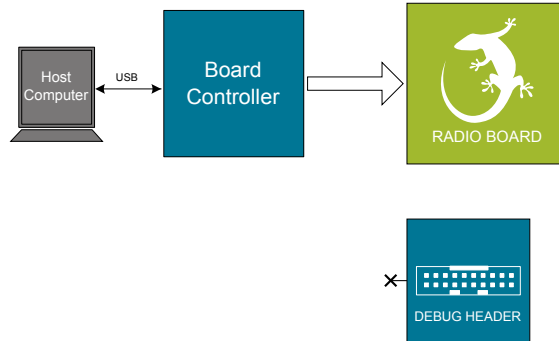 Host
Computer
USB
Board
Controller
RADIO BOARD
DEBUG HEADER